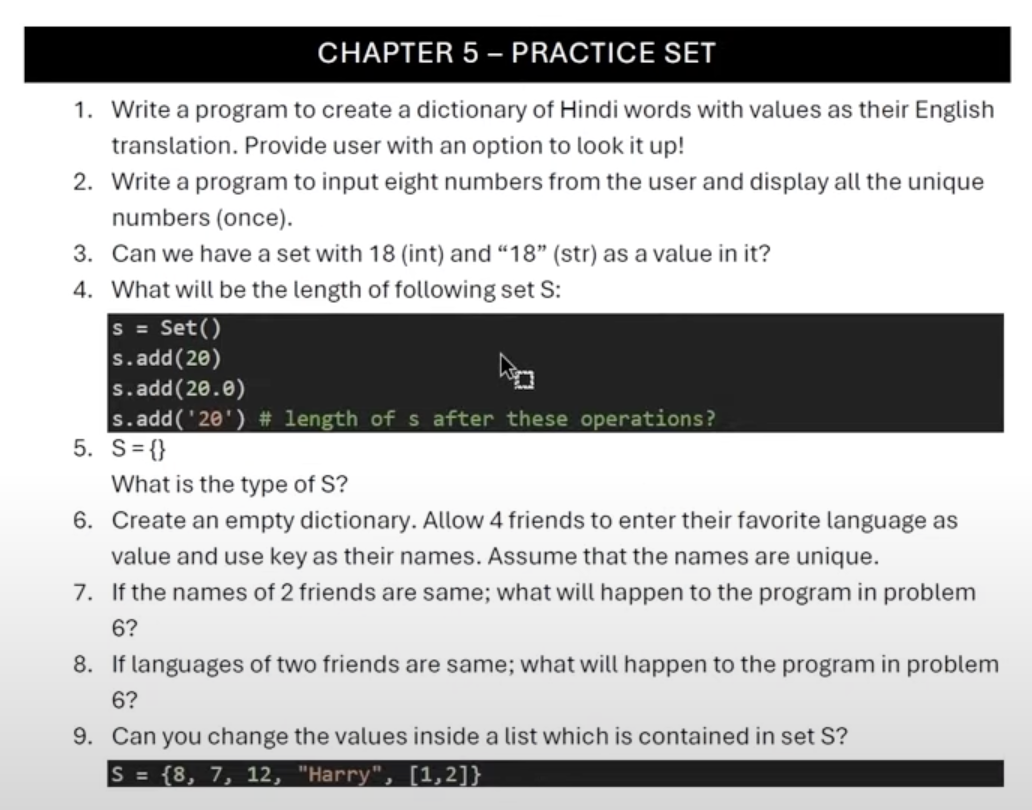 CHAPTER 5 – PRACTICE SET
1. Write a program to create a dictionary of Hindi words with values as their English
translation. Provide user with an option to look it up!
2. Write a program to input eight numbers from the user and display all the unique
numbers (once).
3. Can we have a set with 18 (int) and “18” (str) as a value in it?
4. What will be the length of following set S:
s = Set()
s.add(20)
s.add(20.0)
s.add('20') # length of s after these operations?
5. S = {}
What is the type of S?
6. Create an empty dictionary. Allow 4 friends to enter their favorite language as
value and use key as their names. Assume that the names are unique.
7. If the names of 2 friends are same; what will happen to the program in problem
6?
8. If languages of two friends are same; what will happen to the program in problem
6?
9. Can you change the values inside a list which is contained in set S?
S = {8, 7, 12, "Harry", [1,2]}